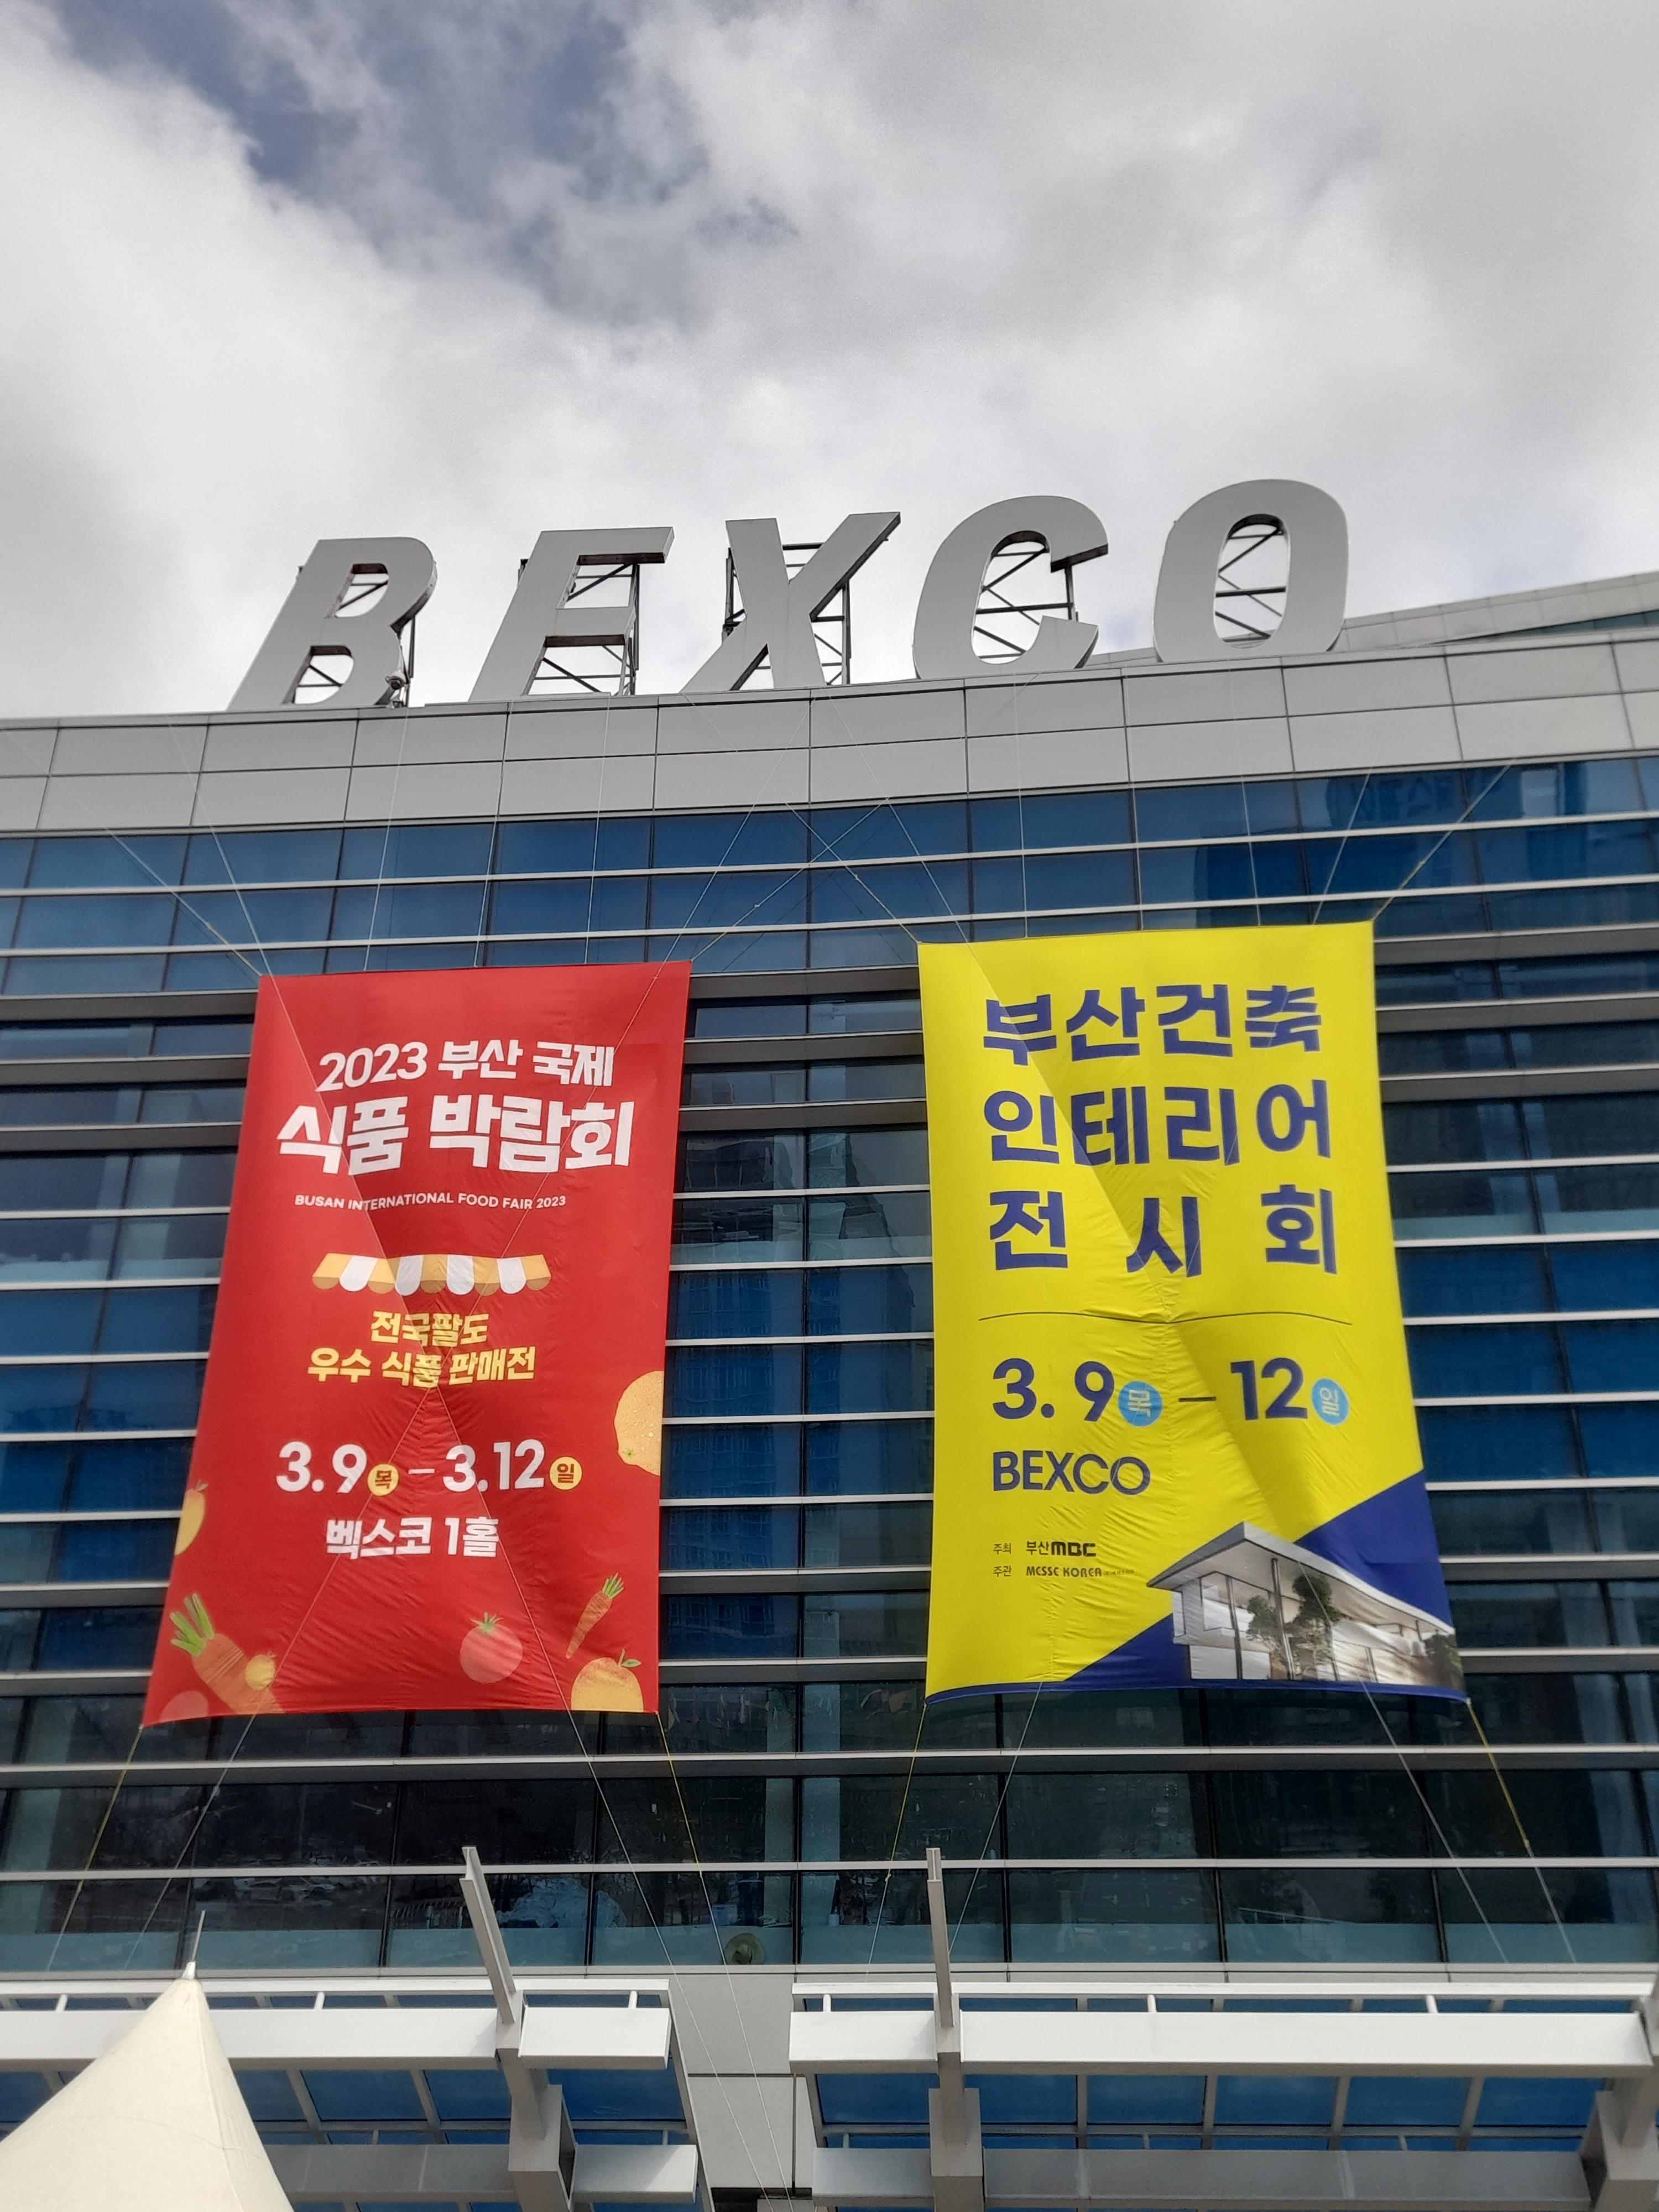 BEXCO
2023 부산 국제
식품 박람회
BUSAN INTERNATIONAL FOOD FAIR 2023
전국팔도
우수 식품 판매전
3.9 목 – 3.12 일
벡스코 1홀
부산건축
인테리어
전시회
3. 9 목 – 12 일
BEXCO
주최 부산MBC
주관 MESSE KOREA